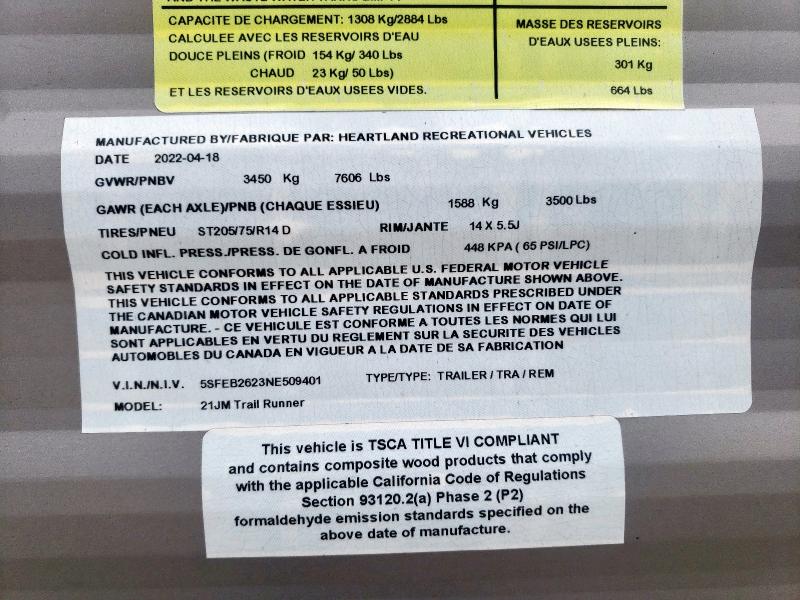 CAPACITE DE CHARGEMENT: 1308 Kg/2884 Lbs
CALCULEE AVEC LES RESERVOIRS D'EAU
DOUCE PLEINS (FROID 154 Kg/ 340 Lbs
CHAUD 23 Kg/ 50 Lbs)
ET LES RESERVOIRS D'EAUX USEES VIDES.
MASSE DES RESERVOIRS
D'EAUX USEES PLEINS:
301 Kg
664 Lbs
MANUFACTURED BY/FABRIQUE PAR: HEARTLAND RECREATIONAL VEHICLES
DATE 2022-04-18
GVWR/PNBV 3450 Kg 7606 Lbs
GAWR (EACH AXLE)/PNB (CHAQUE ESSIEU) 1588 Kg 3500 Lbs
TIRES/PNEU ST205/75/R14 D RIM/JANTE 14 X 5.5J
COLD INFL. PRESS./PRESS. DE GONFL. A FROID 448 KPA ( 65 PSI/LPC)
THIS VEHICLE CONFORMS TO ALL APPLICABLE U.S. FEDERAL MOTOR VEHICLE
SAFETY STANDARDS IN EFFECT ON THE DATE OF MANUFACTURE SHOWN ABOVE.
THIS VEHICLE CONFORMS TO ALL APPLICABLE STANDARDS PRESCRIBED UNDER
THE CANADIAN MOTOR VEHICLE SAFETY REGULATIONS IN EFFECT ON DATE OF
MANUFACTURE. - CE VEHICULE EST CONFORME A TOUTES LES NORMES QUI LUI
SONT APPLICABLES EN VERTU DU REGLEMENT SUR LA SECURITE DES VEHICLES
AUTOMOBILES DU CANADA EN VIGUEUR A LA DATE DE SA FABRICATION
V.I.N./N.I.V. 5SFEB2623NE509401 TYPE/TYPE: TRAILER / TRA / REM
MODEL: 21JM Trail Runner
This vehicle is TSCA TITLE VI COMPLIANT
and contains composite wood products that comply
with the applicable California Code of Regulations
Section 93120.2(a) Phase 2 (P2)
formaldehyde emission standards specified on the
above date of manufacture.